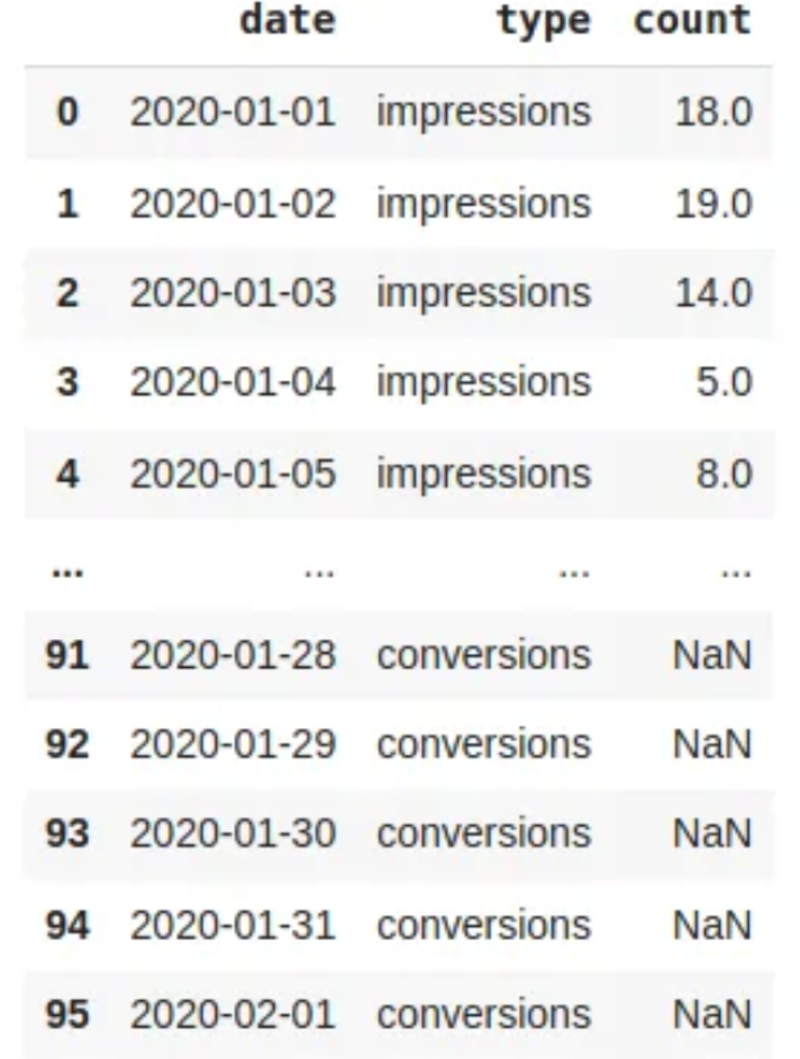 date type count
0 2020-01-01 impressions 18.0
1 2020-01-02 impressions 19.0
2 2020-01-03 impressions 14.0
3 2020-01-04 impressions 5.0
4 2020-01-05 impressions 8.0
... ... ... ...
91 2020-01-28 conversions NaN
92 2020-01-29 conversions NaN
93 2020-01-30 conversions NaN
94 2020-01-31 conversions NaN
95 2020-02-01 conversions NaN